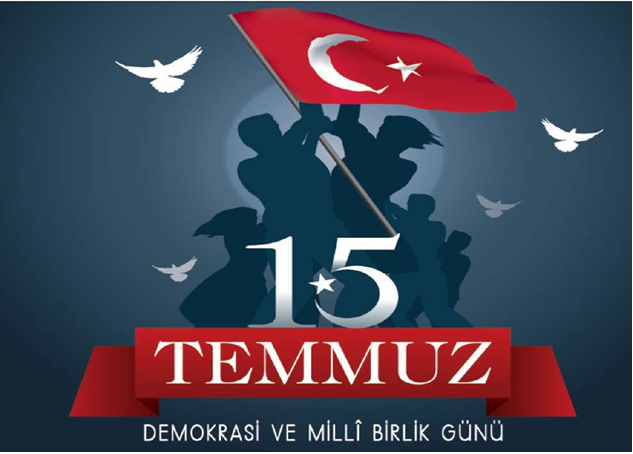 15
TEMMUZ
DEMOKRASİ VE MİLLÎ BİRLİK GÜNÜ